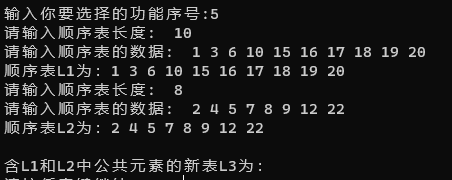 输入你要选择的功能序号:5
请输入顺序表长度: 10
请输入顺序表的数据: 1 3 6 10 15 16 17 18 19 20
顺序表L1为: 1 3 6 10 15 16 17 18 19 20
请输入顺序表长度: 8
请输入顺序表的数据: 2 4 5 7 8 9 12 22
顺序表L2为: 2 4 5 7 8 9 12 22
含L1和L2中公共元素的新表L3为: